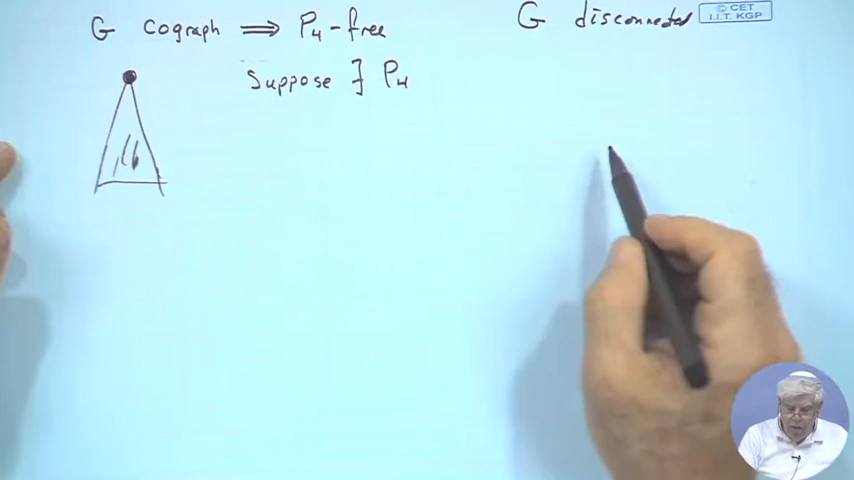 G cograph ⟹ P₄-free
Suppose ∃ P₄
G disconnected
© CET
I.I.T. KGP